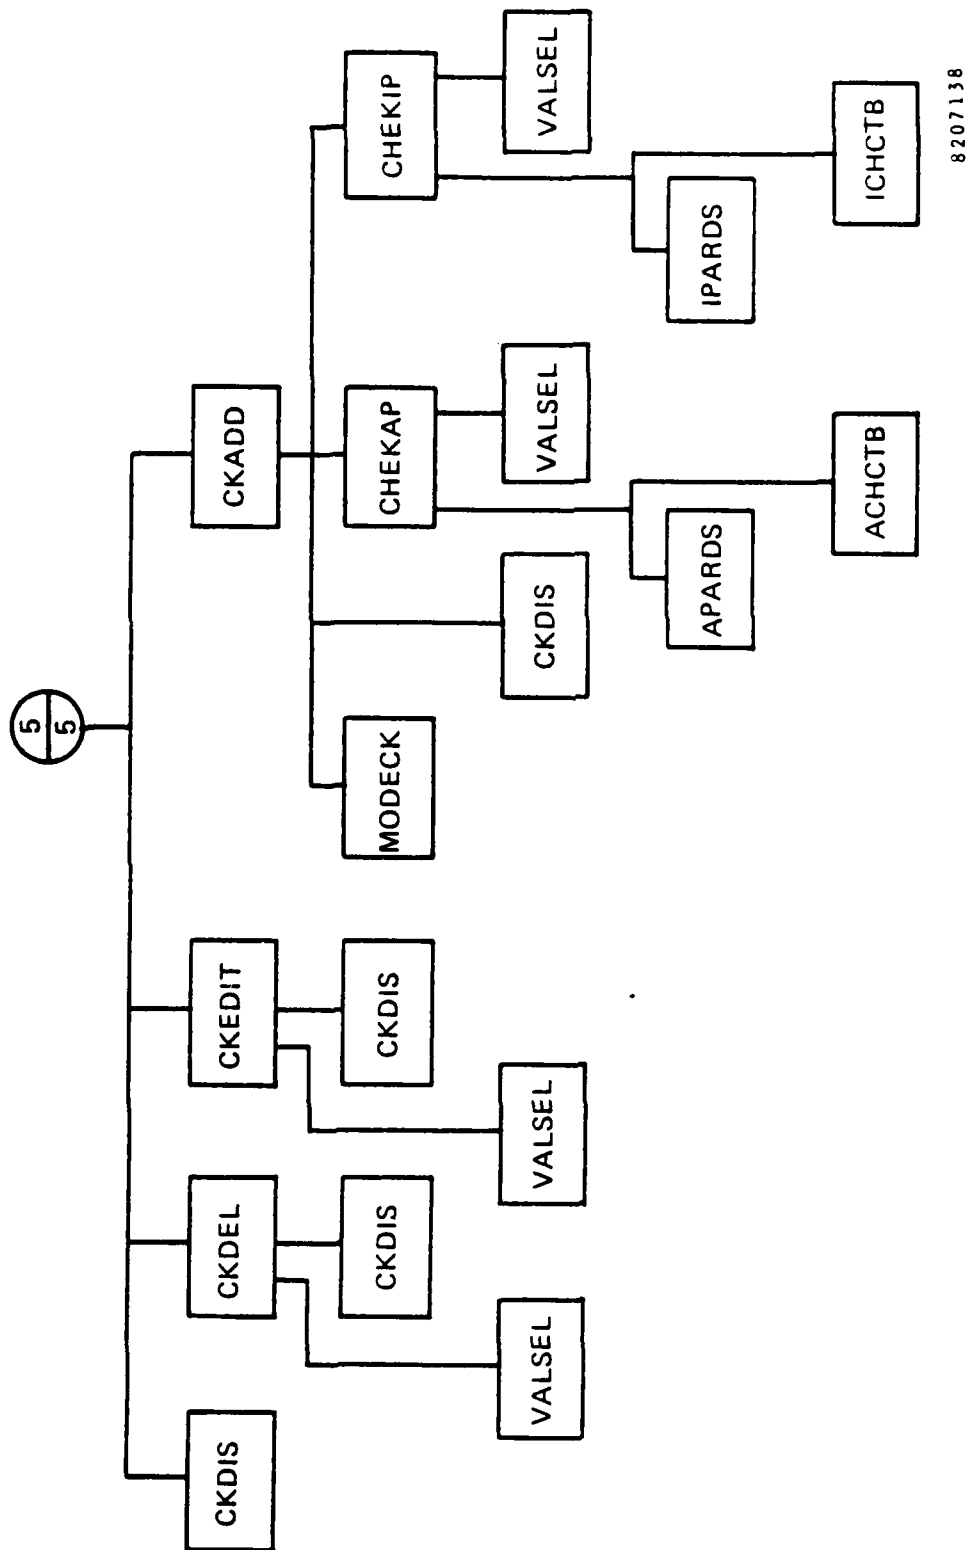 5
5
CKDIS
CKDEL
CKEDIT
CKADD
CKDIS
CKDIS
MODECK
CHEKAP
CHEKIP
VALSEL
VALSEL
CKDIS
VALSEL
VALSEL
APARDS
IPARDS
ACHCTB
ICHCTB
8207138